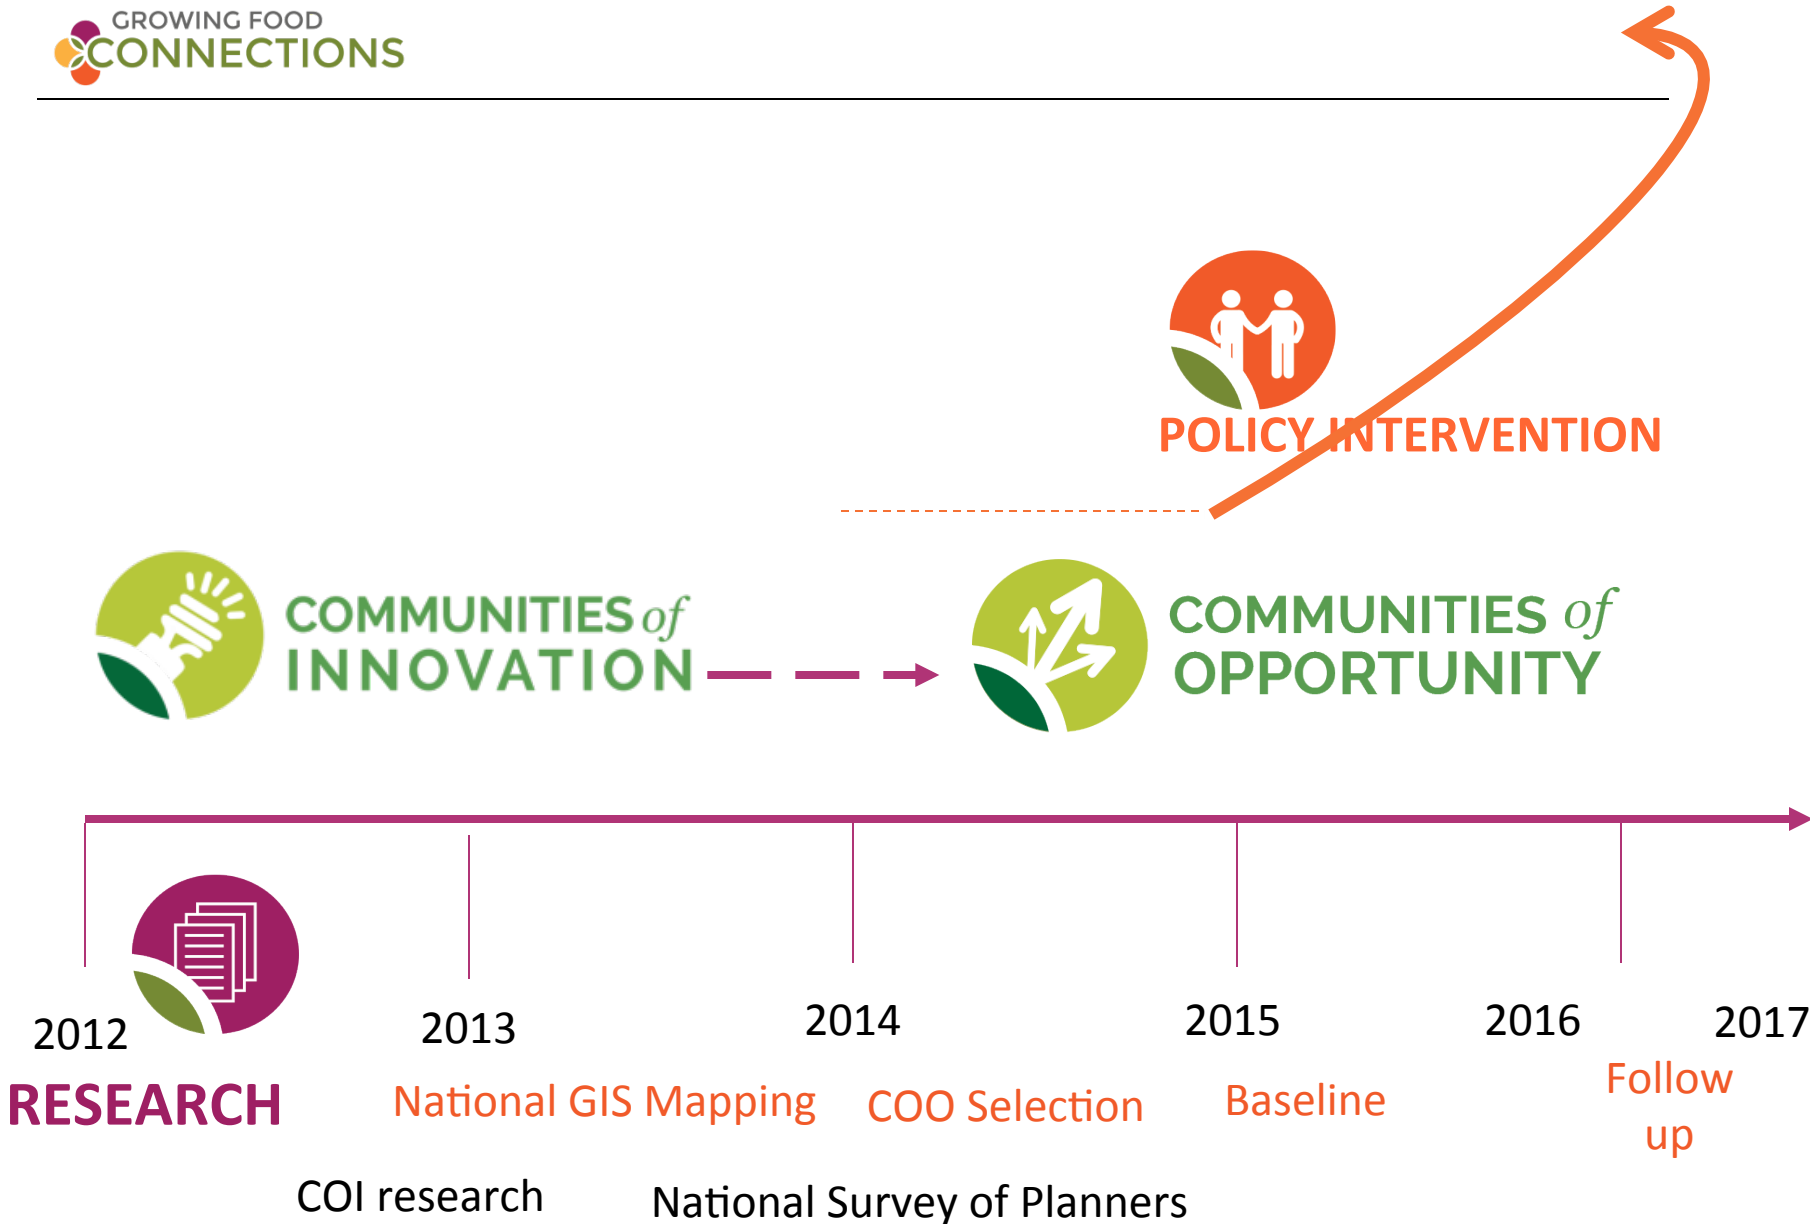 GROWING FOOD
CONNECTIONS
POLICY INTERVENTION
COMMUNITIES of
INNOVATION
COMMUNITIES of
OPPORTUNITY
2012
2013
2014
2015
2016
2017
RESEARCH
National GIS Mapping
COO Selection
Baseline
Follow
up
COI research
National Survey of Planners